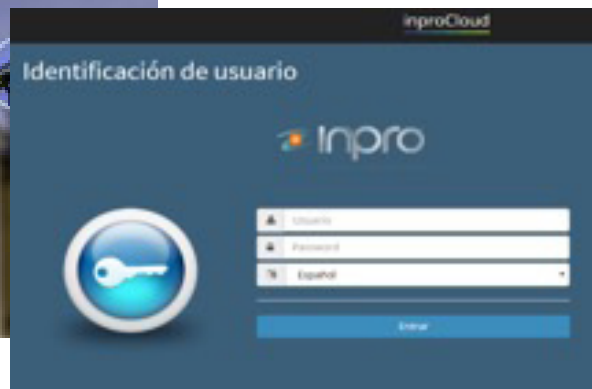 inproCloud
Identificación de usuario
Inpro
Usuario
Password
Español
Entrar